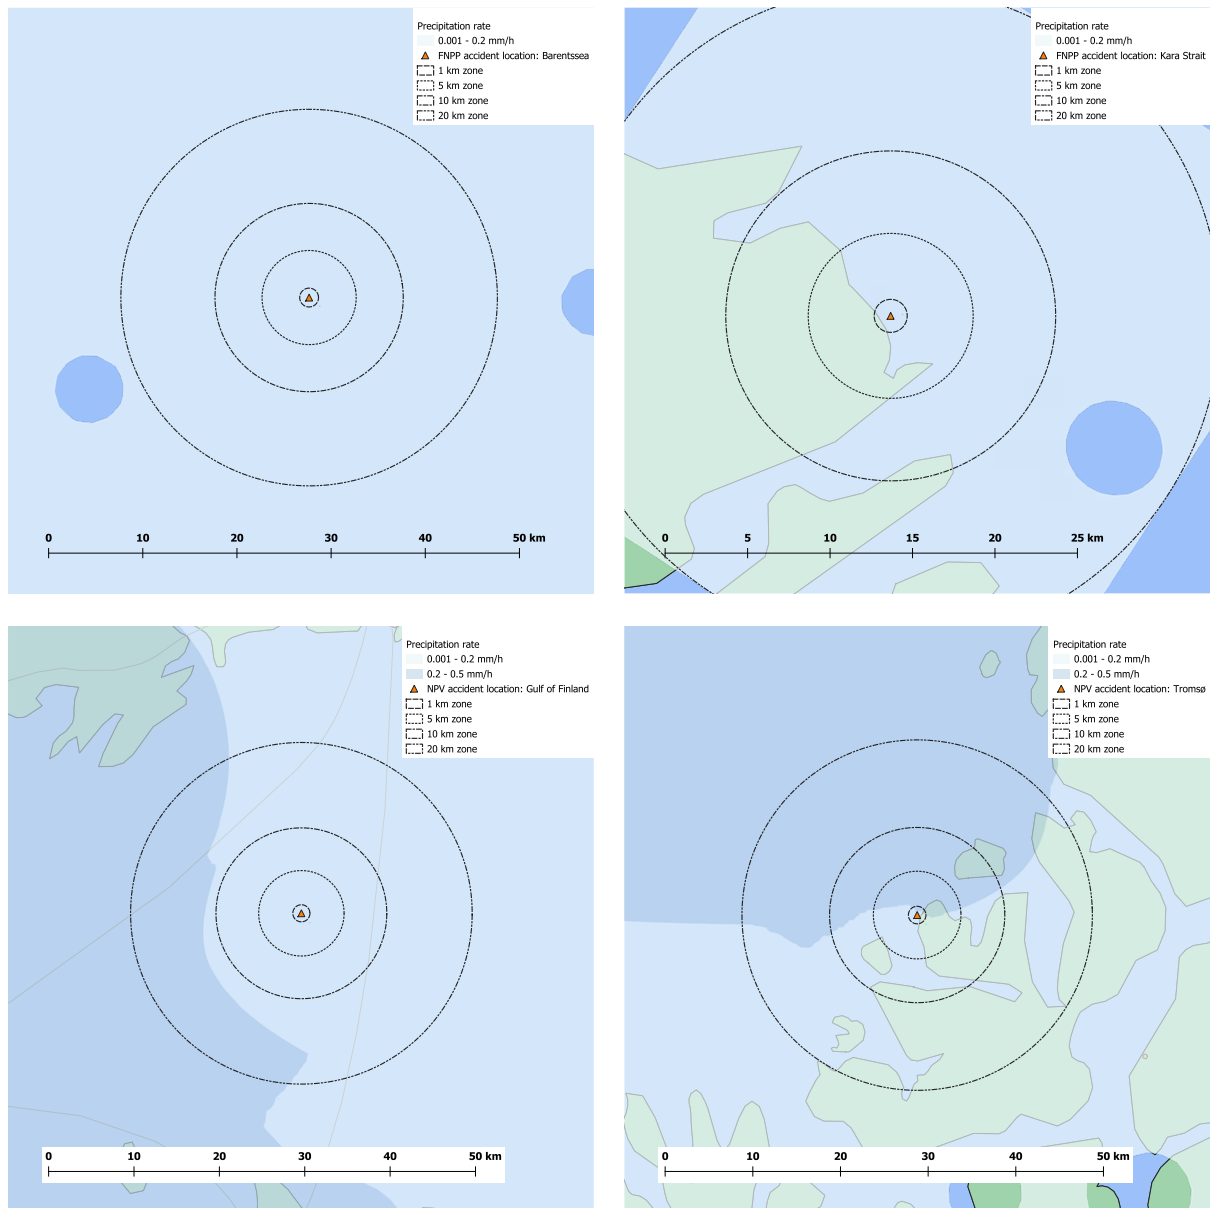 Precipitation rate
0.001 - 0.2 mm/h
FNPP accident location: Barentssea
1 km zone
5 km zone
10 km zone
20 km zone
0 10 20 30 40 50 km
Precipitation rate
0.001 - 0.2 mm/h
FNPP accident location: Kara Strait
1 km zone
5 km zone
10 km zone
20 km zone
0 5 10 15 20 25 km
Precipitation rate
0.001 - 0.2 mm/h
0.2 - 0.5 mm/h
NPV accident location: Gulf of Finland
1 km zone
5 km zone
10 km zone
20 km zone
0 10 20 30 40 50 km
Precipitation rate
0.001 - 0.2 mm/h
0.2 - 0.5 mm/h
NPV accident location: Tromsø
1 km zone
5 km zone
10 km zone
20 km zone
0 10 20 30 40 50 km